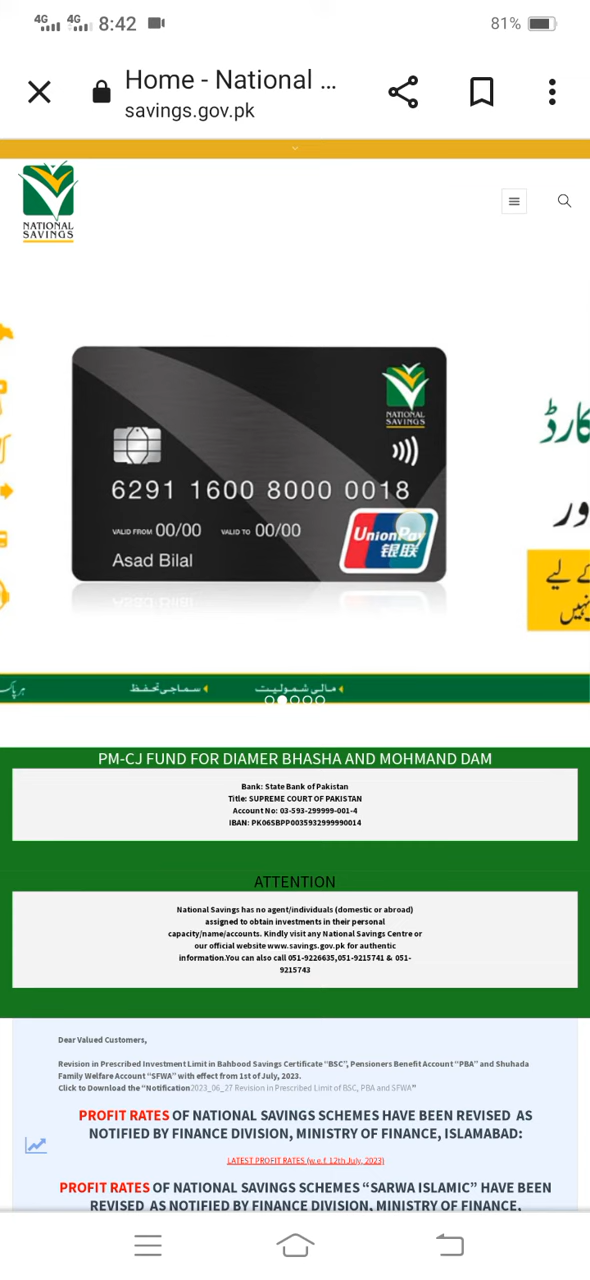 4G 4G 8:42 81%
Home - National ...
savings.gov.pk
NATIONAL
SAVINGS
NATIONAL
SAVINGS
6291 1600 8000 0018
VALID FROM 00/00 VALID TO 00/00
UnionPay
银联
Asad Bilal
کارڈ
اور
کے لیے
نہیں
مالی شمولیت
سماجی تحفظ
PM-CJ FUND FOR DIAMER BHASHA AND MOHMAND DAM
Bank: State Bank of Pakistan
Title: SUPREME COURT OF PAKISTAN
Account No: 03-593-299999-001-4
IBAN: PK06SBPP0035932999990014
ATTENTION
National Savings has no agent/individuals (domestic or abroad)
assigned to obtain investments in their personal
capacity/name/accounts. Kindly visit any National Savings Centre or
our official website www.savings.gov.pk for authentic
information.You can also call 051-9226635,051-9215741 & 051-
9215743
Dear Valued Customers,
Revision in Prescribed Investment Limit in Bahbood Savings Certificate “BSC”, Pensioners Benefit Account “PBA” and Shuhada
Family Welfare Account “SFWA” with effect from 1st of July, 2023.
Click to Download the “Notification2023_06_27 Revision in Prescribed Limit of BSC, PBA and SFWA”
PROFIT RATES OF NATIONAL SAVINGS SCHEMES HAVE BEEN REVISED AS
NOTIFIED BY FINANCE DIVISION, MINISTRY OF FINANCE, ISLAMABAD:
LATEST PROFIT RATES (w.e.f. 12th July, 2023)
PROFIT RATES OF NATIONAL SAVINGS SCHEMES “SARWA ISLAMIC” HAVE BEEN
REVISED AS NOTIFIED BY FINANCE DIVISION, MINISTRY OF FINANCE,